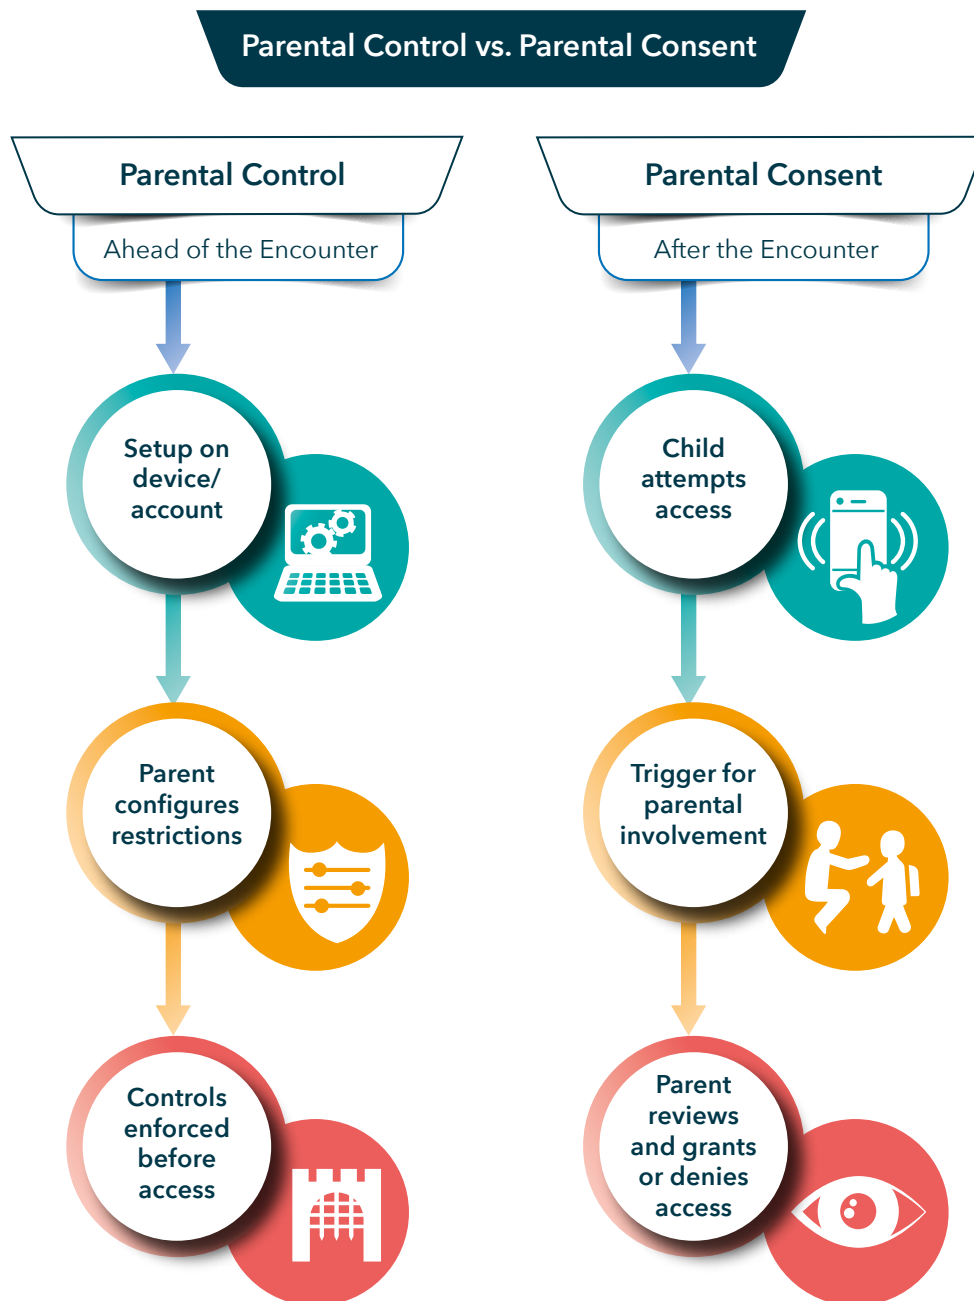 Parental Control vs. Parental Consent
Parental Control
Ahead of the Encounter
Setup on
device/
account
Parent
configures
restrictions
Controls
enforced
before
access
Parental Consent
After the Encounter
Child
attempts
access
Trigger for
parental
involvement
Parent
reviews
and grants
or denies
access